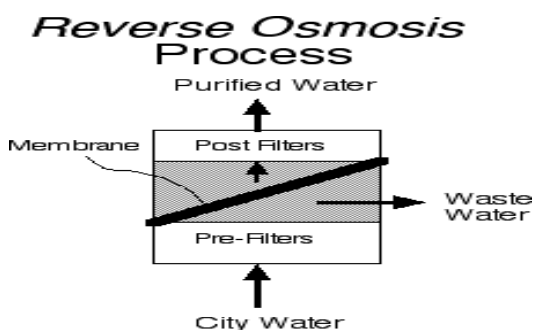 Reverse Osmosis
Process
Purified Water
Membrane
Post Filters
Waste
Water
Pre-Filters
City Water